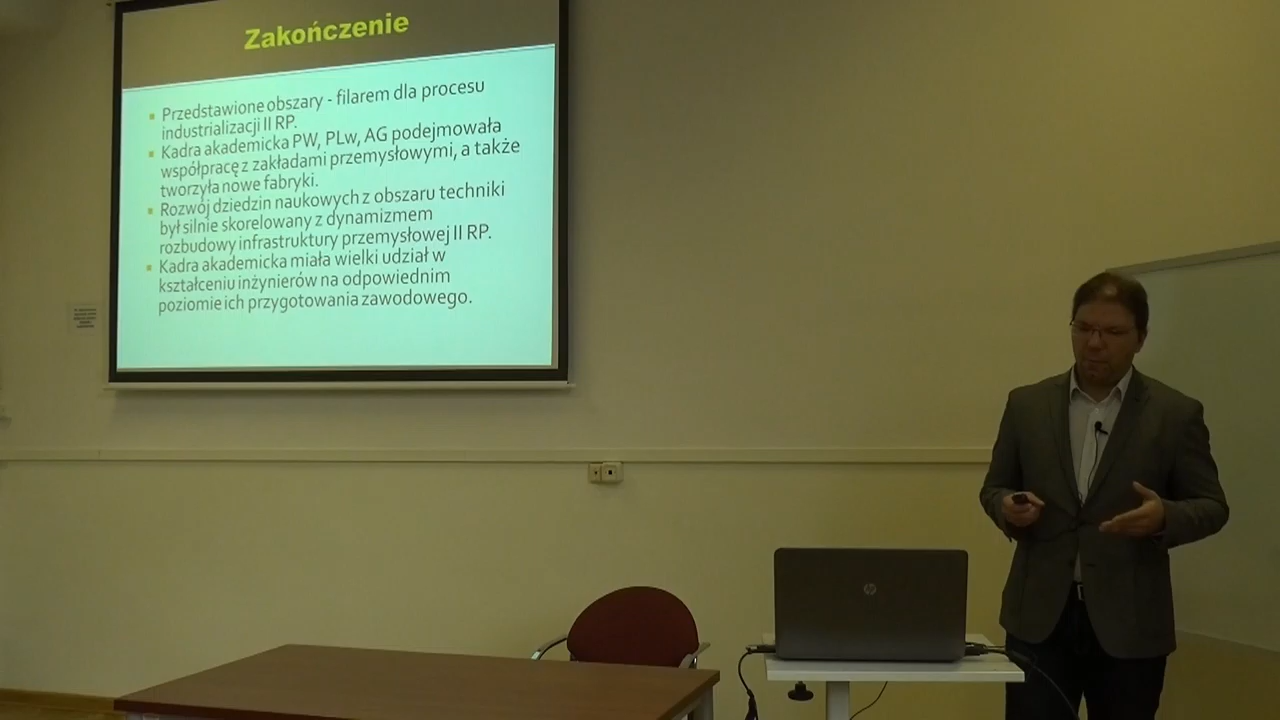 Zakończenie
Przedstawione obszary - filarem dla procesu
industrializacji II RP.
Kadra akademicka PW, PLw, AG podejmowała
współpracę z zakładami przemysłowymi, a także
tworzyła nowe fabryki.
Rozwój dziedzin naukowych z obszaru techniki
był silnie skorelowany z dynamizmem
rozbudowy infrastruktury przemysłowej II RP.
Kadra akademicka miała wielki udział w
kształceniu inżynierów na odpowiednim
poziomie ich przygotowania zawodowego.
hp